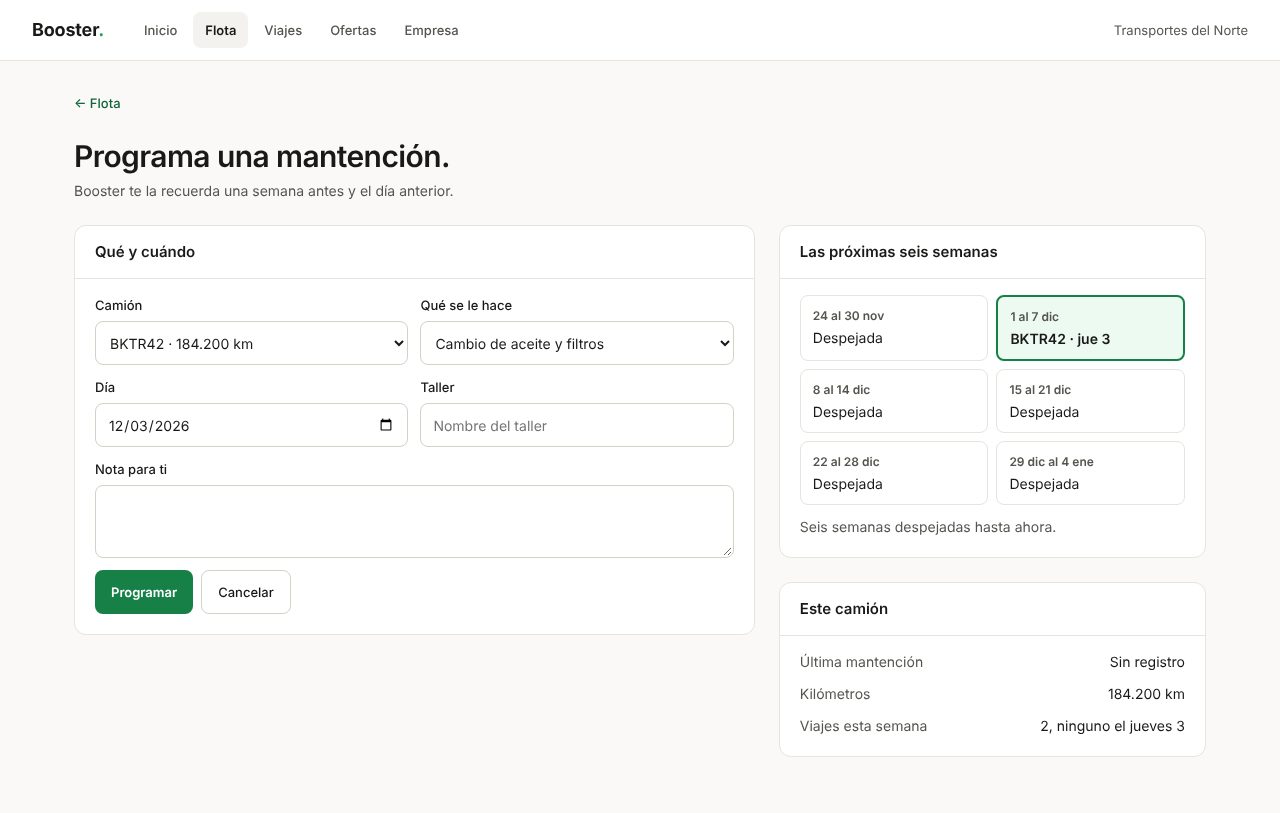 Booster.
Inicio
Flota
Viajes
Ofertas
Empresa
Transportes del Norte
← Flota
Programa una mantención.
Booster te la recuerda una semana antes y el día anterior.
Qué y cuándo
Camión
Qué se le hace
BKTR42 · 184.200 km
Cambio de aceite y filtros
Día
Taller
12/03/2026
Nombre del taller
Nota para ti
Programar
Cancelar
Las próximas seis semanas
24 al 30 nov
Despejada
1 al 7 dic
BKTR42 · jue 3
8 al 14 dic
Despejada
15 al 21 dic
Despejada
22 al 28 dic
Despejada
29 dic al 4 ene
Despejada
Seis semanas despejadas hasta ahora.
Este camión
Última mantención
Sin registro
Kilómetros
184.200 km
Viajes esta semana
2, ninguno el jueves 3